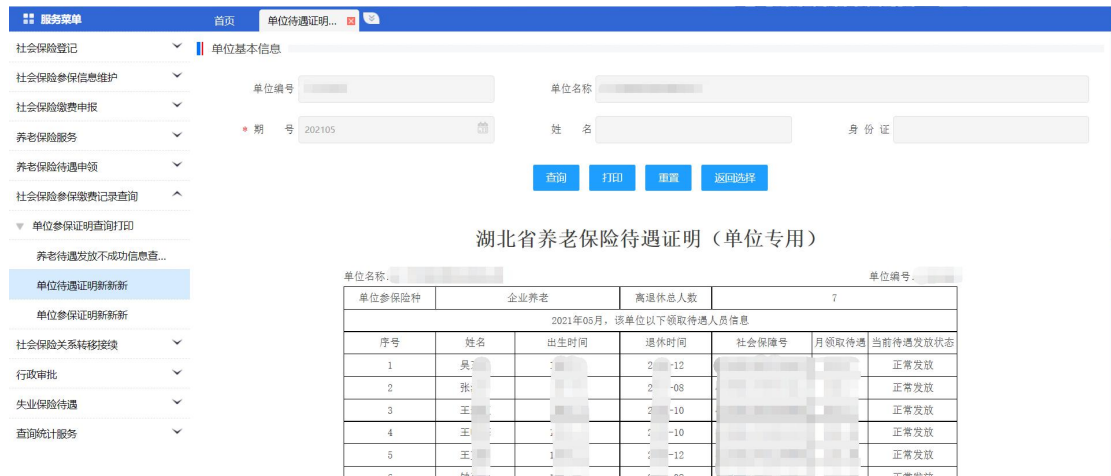 服务菜单 首页 单位待遇证明...
社会保险登记
社会保险参保信息维护
社会保险缴费申报
养老保险服务
养老保险待遇申领
社会保险参保缴费记录查询
单位参保证明查询打印
养老待遇发放不成功信息查...
单位待遇证明新新新
单位参保证明新新新
社会保险关系转移接续
行政审批
失业保险待遇
查询统计服务
单位基本信息
单位编号 单位名称
* 期 号 202105 姓 名 身 份 证
查询 打印 重置 返回选择
湖北省养老保险待遇证明（单位专用）
单位名称: 单位编号:
单位参保险种 企业养老 离退休总人数 7
2021年05月，该单位以下领取待遇人员信息
序号 姓名 出生时间 退休时间 社会保障号 月领取待遇 当前待遇发放状态
1 吴 2 -12 正常发放
2 张 2 -08 正常发放
3 王 2 -10 正常发放
4 王 -10 正常发放
5 王 1 -12 正常发放